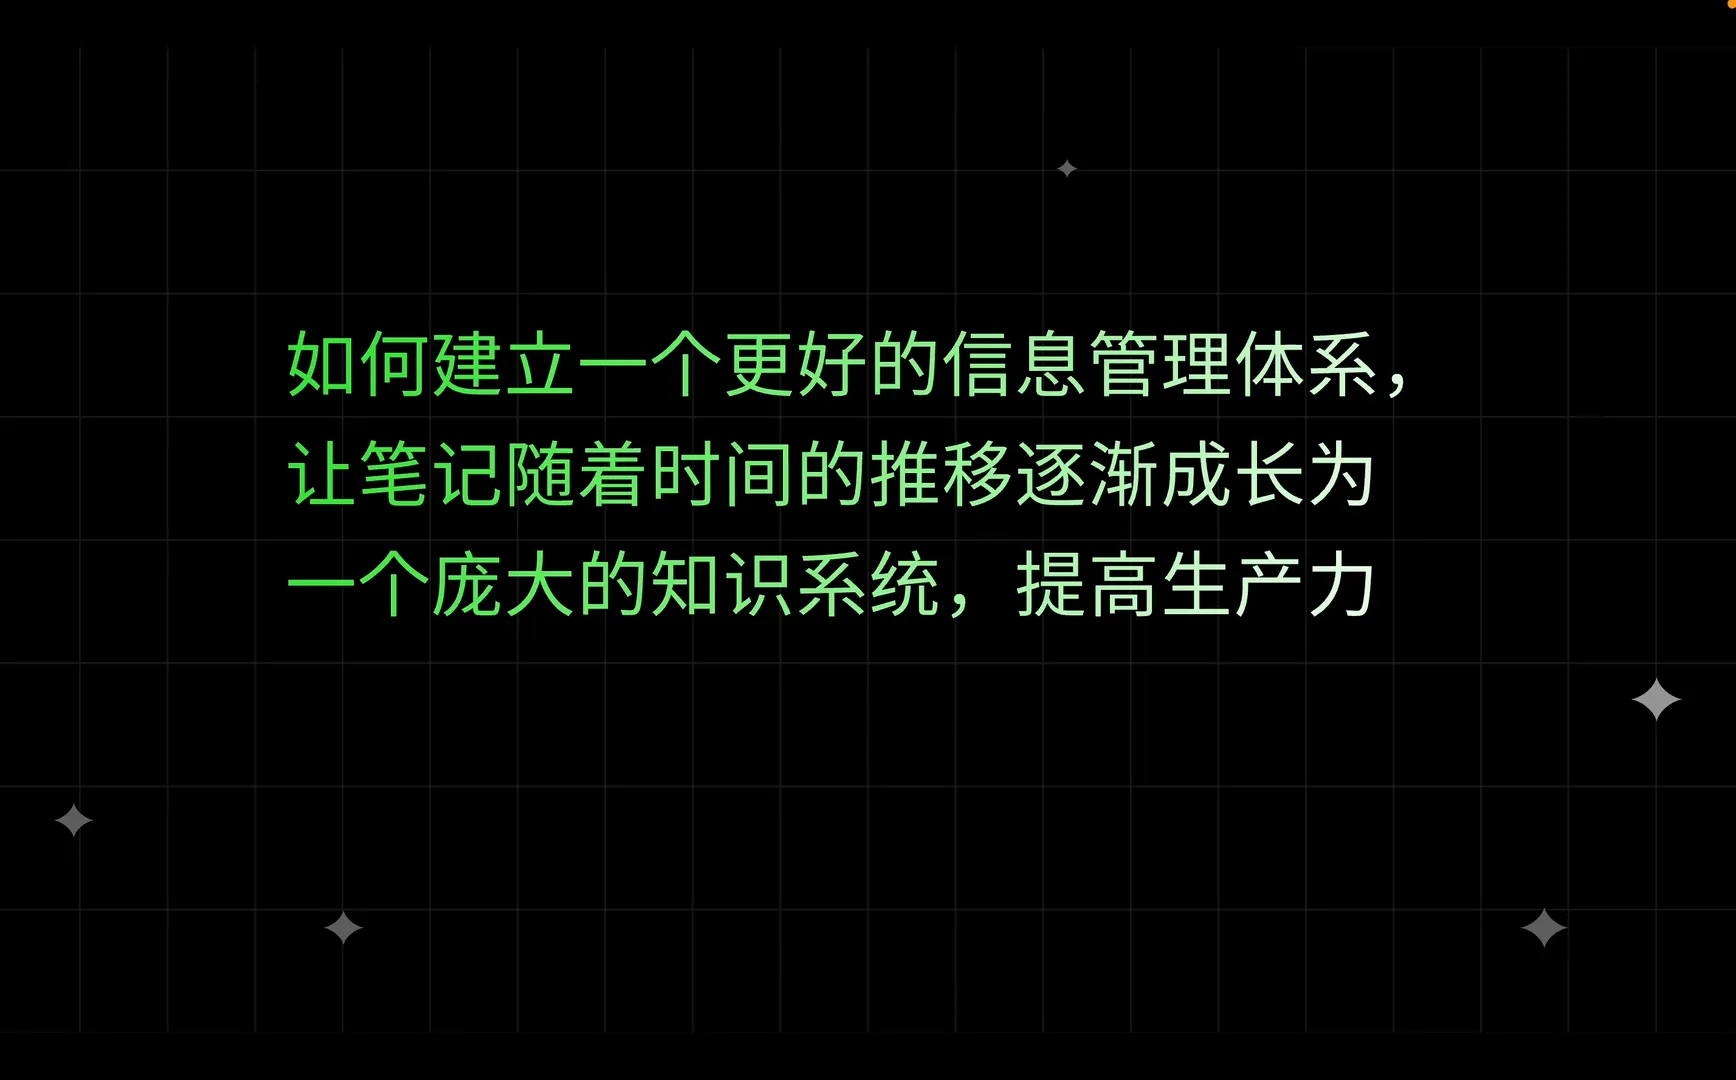 如何建立一个更好的信息管理体系，
让笔记随着时间的推移逐渐成长为
一个庞大的知识系统，提高生产力